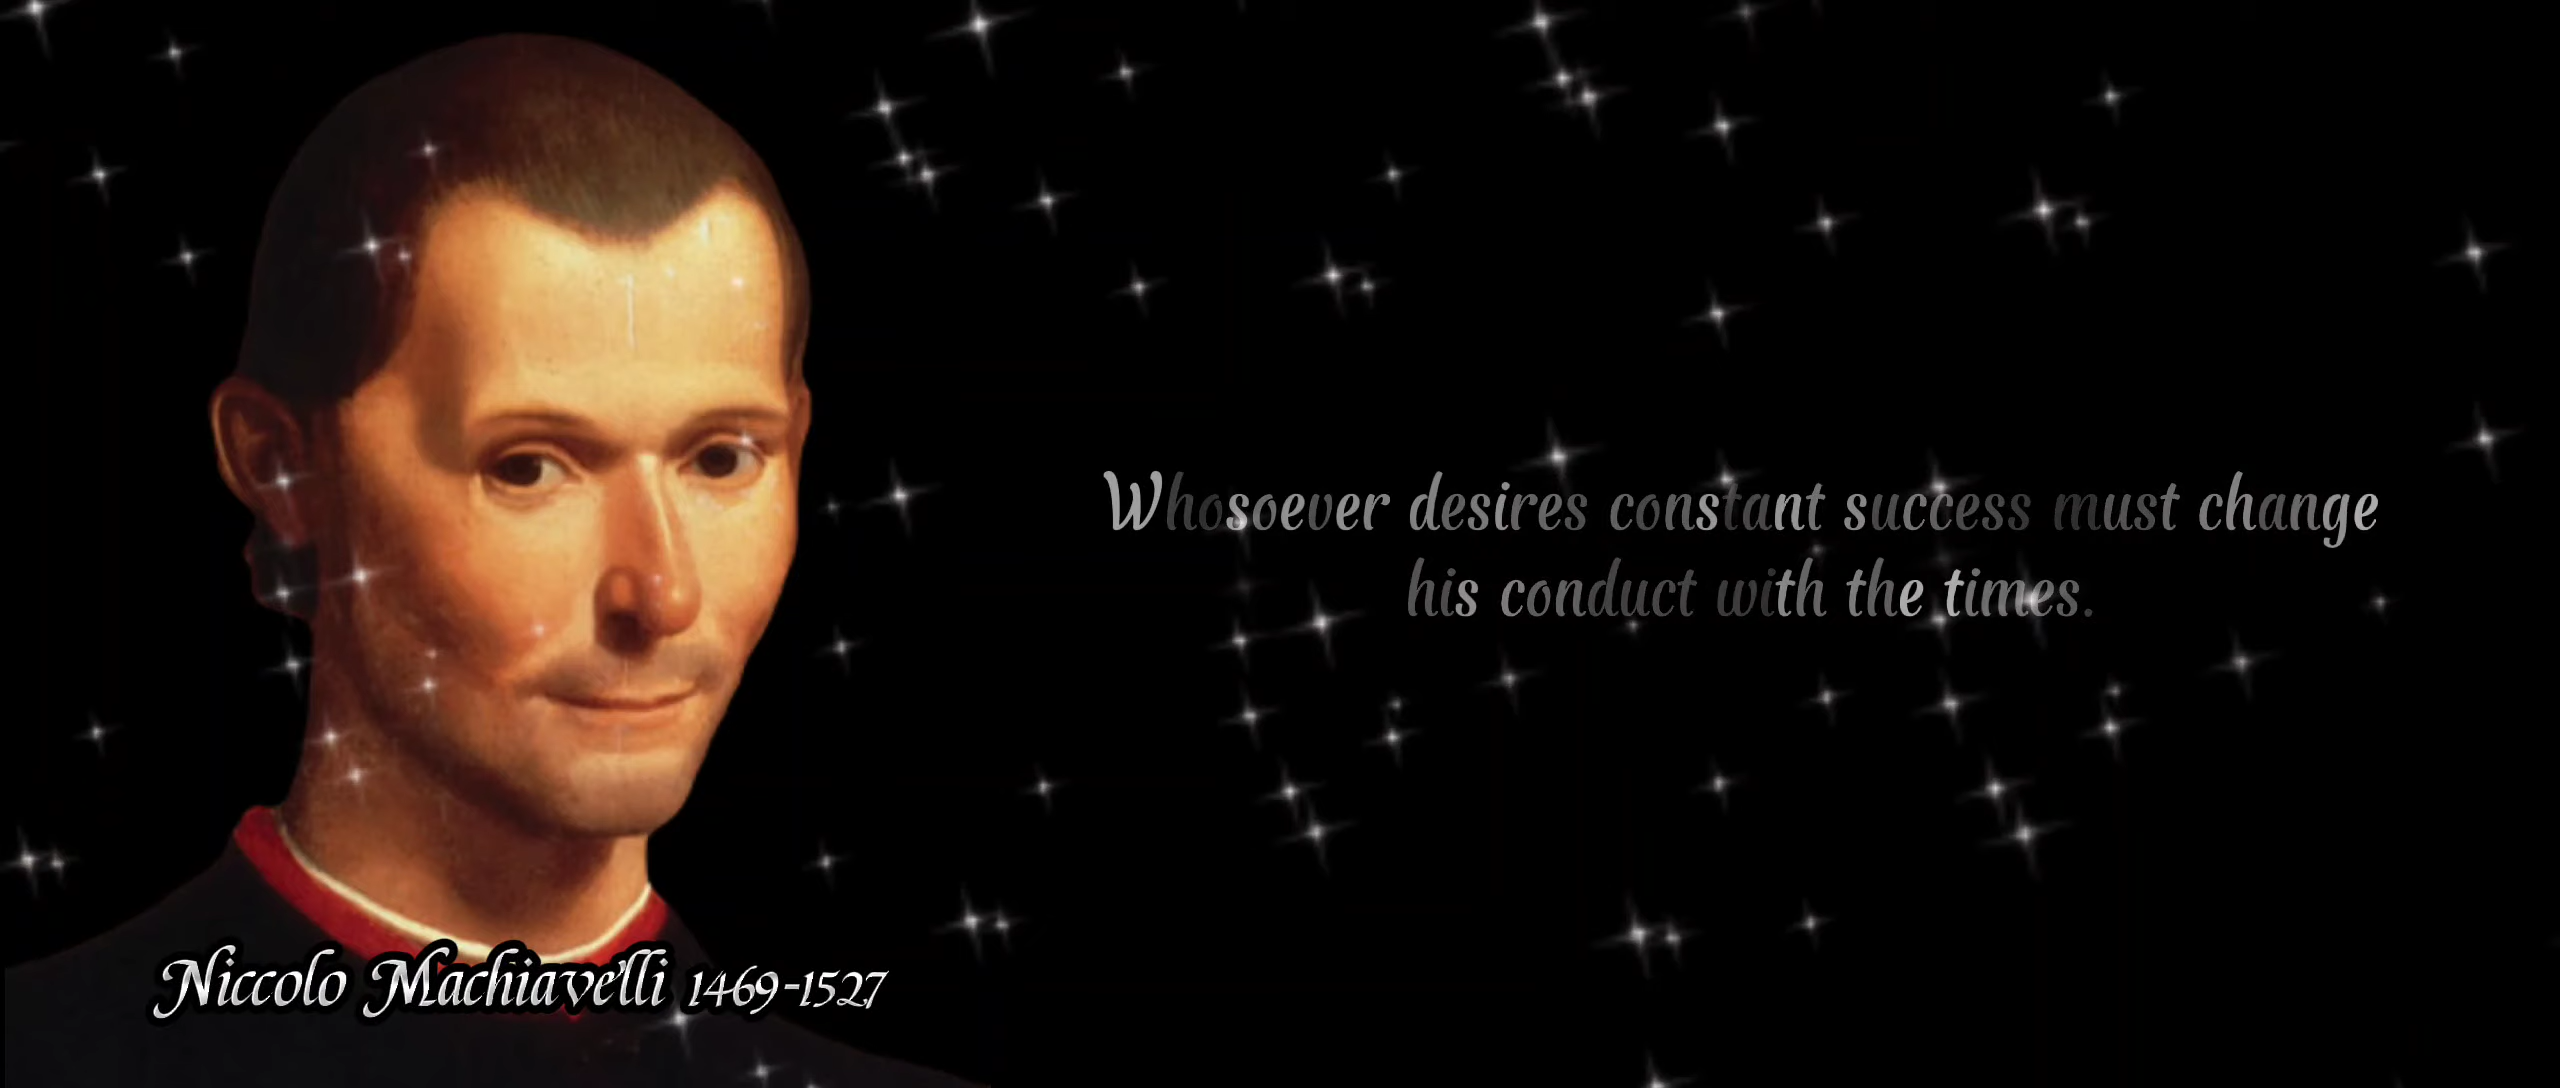 Whosoever desires constant success must change
his conduct with the times.
Niccolo Machiavelli 1469-1527